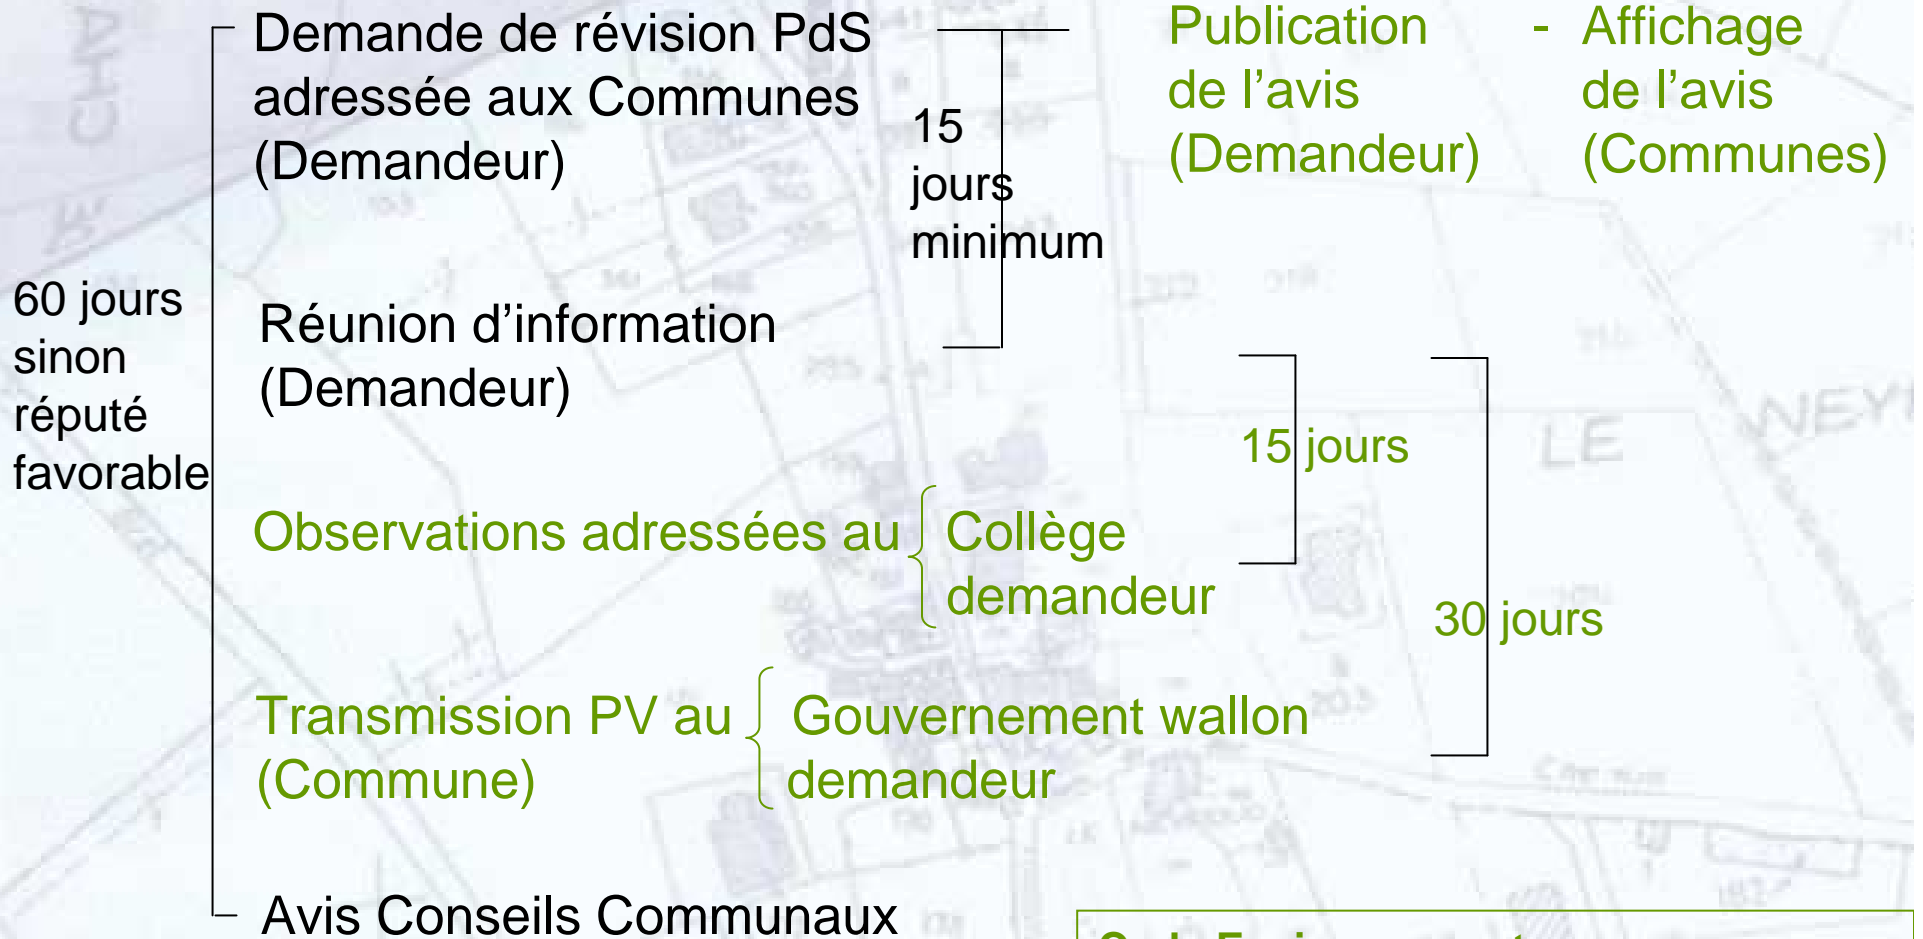 Demande de révision PdS
adressée aux Communes
(Demandeur)
15
jours
minimum
Publication
de l’avis
(Demandeur)
- Affichage
de l’avis
(Communes)
60 jours
sinon
réputé
favorable
Réunion d’information
(Demandeur)
15 jours
LE
Observations adressées au
Collège
demandeur
30 jours
Transmission PV au
(Commune)
Gouvernement wallon
demandeur
Avis Conseils Communaux